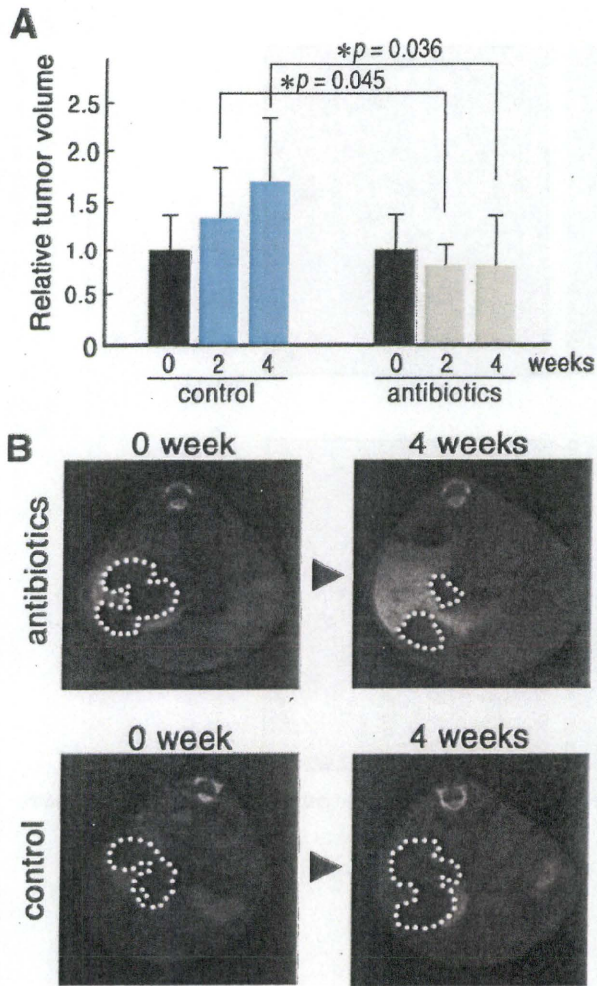 A
Relative tumor volume
*p = 0.036
*p = 0.045
2.5
2.0
1.5
1.0
0.5
0
0 2 4 0 2 4 weeks
control antibiotics
B
0 week 4 weeks
antibiotics
0 week 4 weeks
control